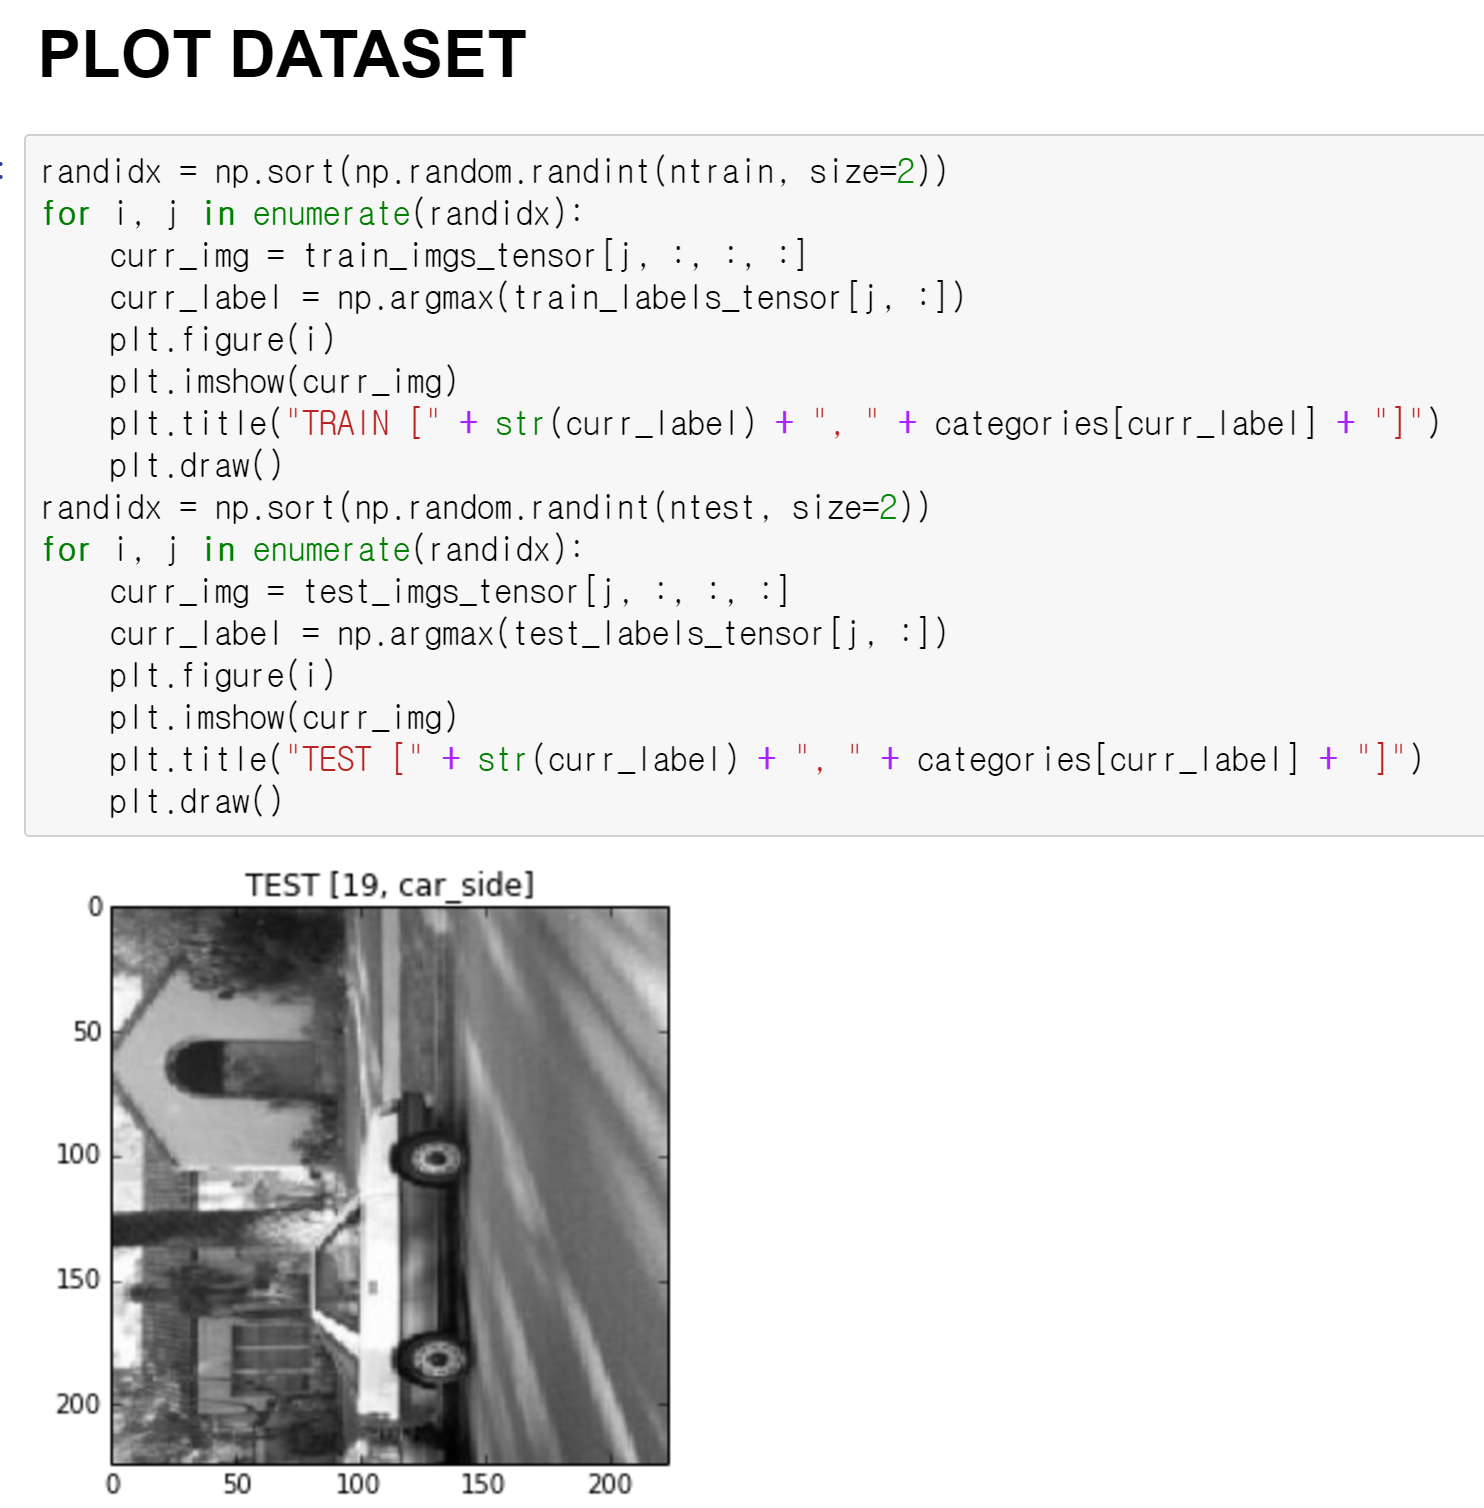 PLOT DATASET
:
randidx = np.sort(np.random.randint(ntrain, size=2))
for i, j in enumerate(randidx):
    curr_img = train_imgs_tensor[j, :, :, :]
    curr_label = np.argmax(train_labels_tensor[j, :])
    plt.figure(i)
    plt.imshow(curr_img)
    plt.title("TRAIN [" + str(curr_label) + ", " + categories[curr_label] + "]")
    plt.draw()
randidx = np.sort(np.random.randint(ntest, size=2))
for i, j in enumerate(randidx):
    curr_img = test_imgs_tensor[j, :, :, :]
    curr_label = np.argmax(test_labels_tensor[j, :])
    plt.figure(i)
    plt.imshow(curr_img)
    plt.title("TEST [" + str(curr_label) + ", " + categories[curr_label] + "]")
    plt.draw()
TEST [19, car_side]
0
50
100
150
200
0 50 100 150 200